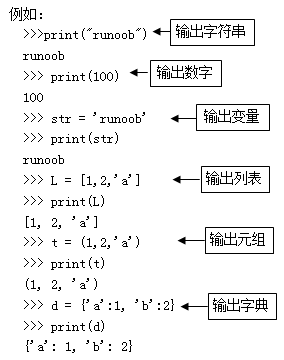 例如：
>>>print("runoob") 输出字符串
runoob
>>> print(100) 输出数字
100
>>> str = 'runoob' 输出变量
>>> print(str)
runoob
>>> L = [1,2,'a'] 输出列表
>>> print(L)
[1, 2, 'a']
>>> t = (1,2,'a') 输出元组
>>> print(t)
(1, 2, 'a')
>>> d = {'a':1, 'b':2} 输出字典
>>> print(d)
{'a': 1, 'b': 2}